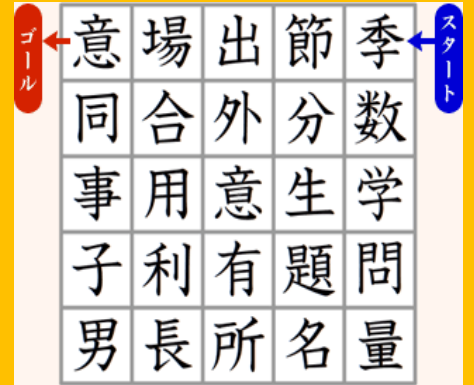 スタート
ゴール
意場出節季
同合外分数
事用意生学
子利有題問
男長所名量